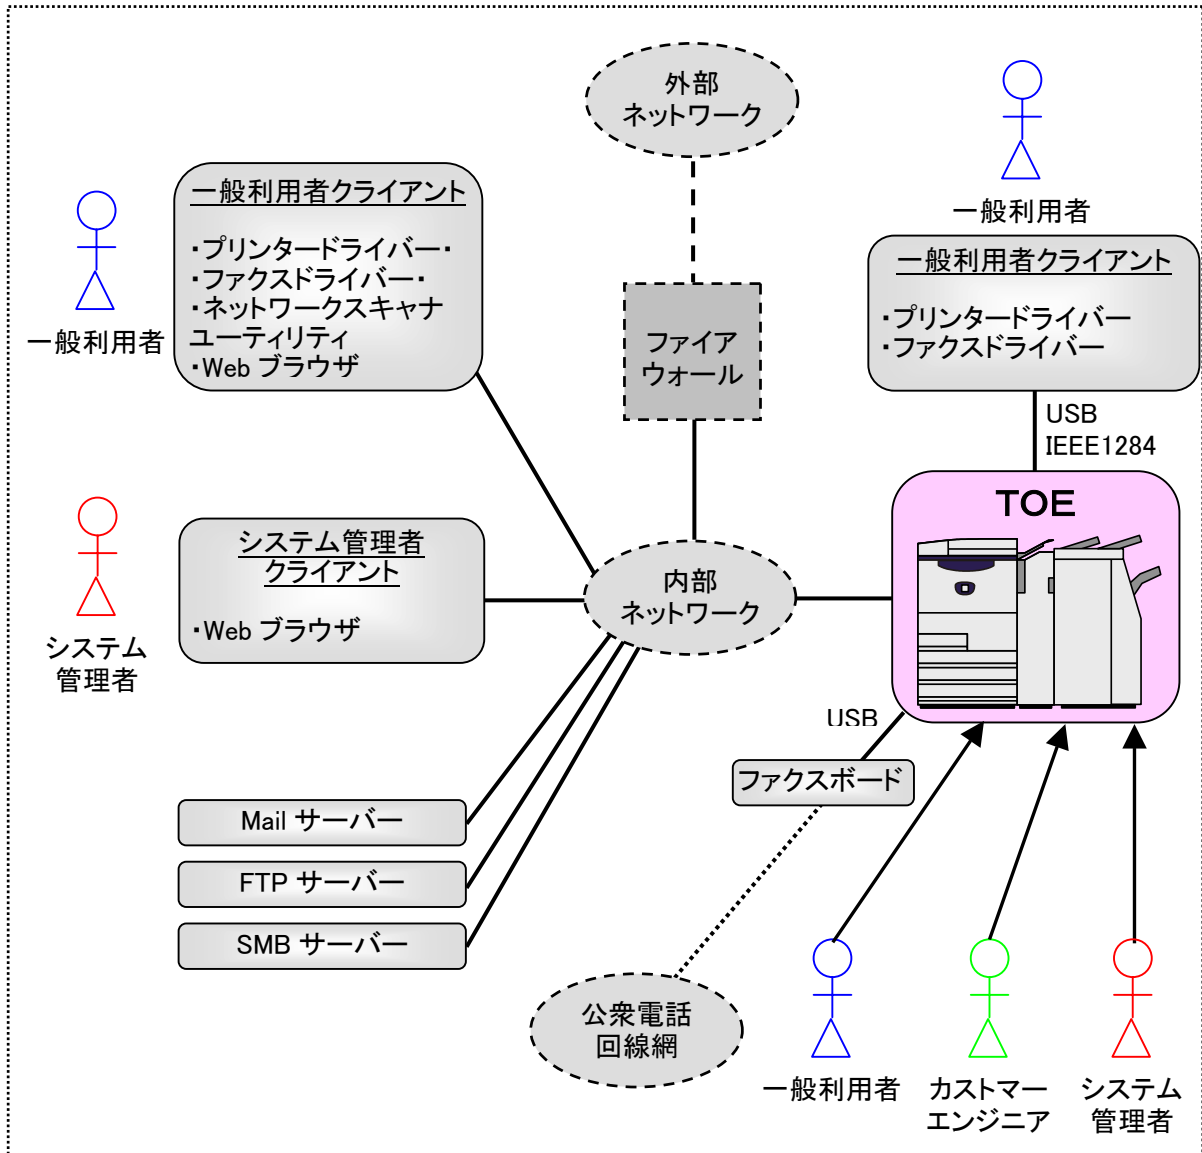 外部
ネットワーク
一般利用者
一般利用者クライアント
・プリンタードライバー・
・ファクスドライバー・
・ネットワークスキャナ
ユーティリティ
・Web ブラウザ
一般利用者
一般利用者クライアント
・プリンタードライバー
・ファクスドライバー
ファイア
ウォール
USB
IEEE1284
TOE
システム管理者
クライアント
・Web ブラウザ
システム
管理者
内部
ネットワーク
USB
ファクスボード
Mail サーバー
FTP サーバー
SMB サーバー
公衆電話
回線網
一般利用者
カストマー
エンジニア
システム
管理者